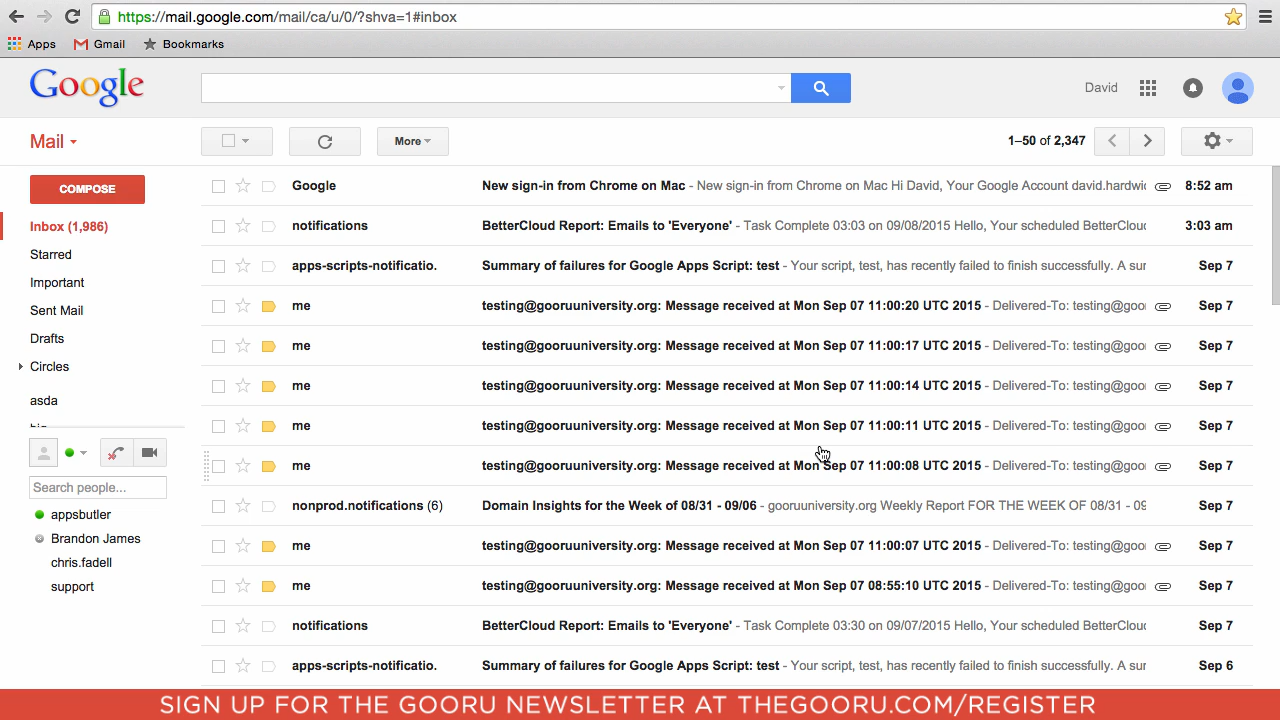 https://mail.google.com/mail/ca/u/0/?shva=1#inbox
Apps Gmail Bookmarks
Google David
Mail More 1–50 of 2,347
COMPOSE
Inbox (1,986)
Starred
Important
Sent Mail
Drafts
Circles
asda
Search people...
appsbutler
Brandon James
chris.fadell
support
Google New sign-in from Chrome on Mac - New sign-in from Chrome on Mac Hi David, Your Google Account david.hardwic 8:52 am
notifications BetterCloud Report: Emails to 'Everyone' - Task Complete 03:03 on 09/08/2015 Hello, Your scheduled BetterClouc 3:03 am
apps-scripts-notificatio. Summary of failures for Google Apps Script: test - Your script, test, has recently failed to finish successfully. A sur Sep 7
me testing@gooruuniversity.org: Message received at Mon Sep 07 11:00:20 UTC 2015 - Delivered-To: testing@goor Sep 7
me testing@gooruuniversity.org: Message received at Mon Sep 07 11:00:17 UTC 2015 - Delivered-To: testing@goor Sep 7
me testing@gooruuniversity.org: Message received at Mon Sep 07 11:00:14 UTC 2015 - Delivered-To: testing@goor Sep 7
me testing@gooruuniversity.org: Message received at Mon Sep 07 11:00:11 UTC 2015 - Delivered-To: testing@goor Sep 7
me testing@gooruuniversity.org: Message received at Mon Sep 07 11:00:08 UTC 2015 - Delivered-To: testing@goor Sep 7
nonprod.notifications (6) Domain Insights for the Week of 08/31 - 09/06 - gooruuniversity.org Weekly Report FOR THE WEEK OF 08/31 - 09 Sep 7
me testing@gooruuniversity.org: Message received at Mon Sep 07 11:00:07 UTC 2015 - Delivered-To: testing@goor Sep 7
me testing@gooruuniversity.org: Message received at Mon Sep 07 08:55:10 UTC 2015 - Delivered-To: testing@goor Sep 7
notifications BetterCloud Report: Emails to 'Everyone' - Task Complete 03:30 on 09/07/2015 Hello, Your scheduled BetterClouc Sep 7
apps-scripts-notificatio. Summary of failures for Google Apps Script: test - Your script, test, has recently failed to finish successfully. A sur Sep 6
SIGN UP FOR THE GOORU NEWSLETTER AT THEGOORU.COM/REGISTER